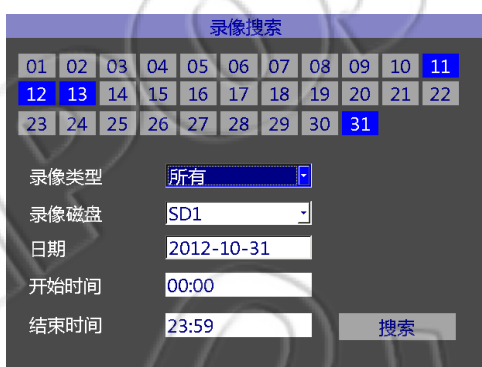 录像搜索
01 02 03 04 05 06 07 08 09 10 11
12 13 14 15 16 17 18 19 20 21 22
23 24 25 26 27 28 29 30 31
录像类型 所有
录像磁盘 SD1
日期 2012-10-31
开始时间 00:00
结束时间 23:59 搜索